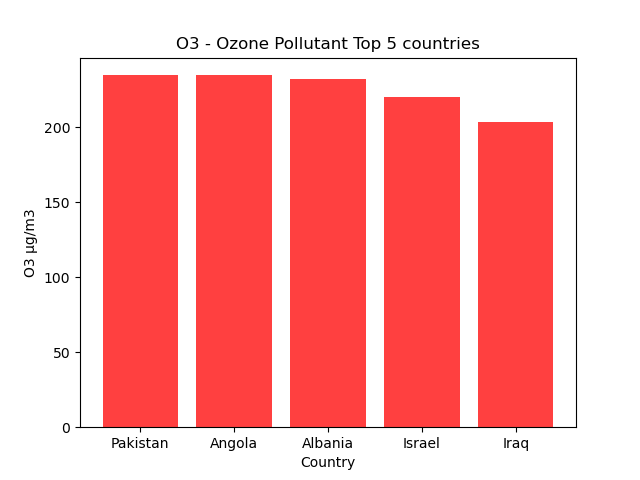 O3 - Ozone Pollutant Top 5 countries
O3 µg/m3
200
150
100
50
0
Pakistan Angola Albania Israel Iraq
Country